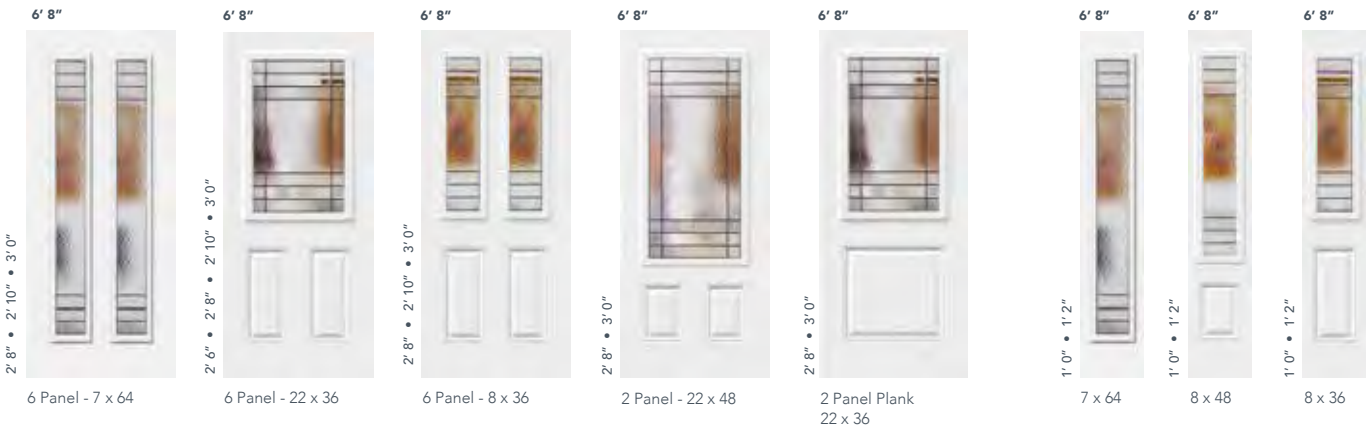 6’ 8”
2’ 8” • 2’ 10” • 3’ 0”
6 Panel - 7 x 64
6’ 8”
2’ 6” • 2’ 8” • 2’ 10” • 3’ 0”
6 Panel - 22 x 36
6’ 8”
2’ 8” • 2’ 10” • 3’ 0”
6 Panel - 8 x 36
6’ 8”
2’ 8” • 3’ 0”
2 Panel - 22 x 48
6’ 8”
2’ 8” • 3’ 0”
2 Panel Plank
22 x 36
6’ 8”
1’ 0” • 1’ 2”
7 x 64
6’ 8”
1’ 0” • 1’ 2”
8 x 48
6’ 8”
1’ 0” • 1’ 2”
8 x 36